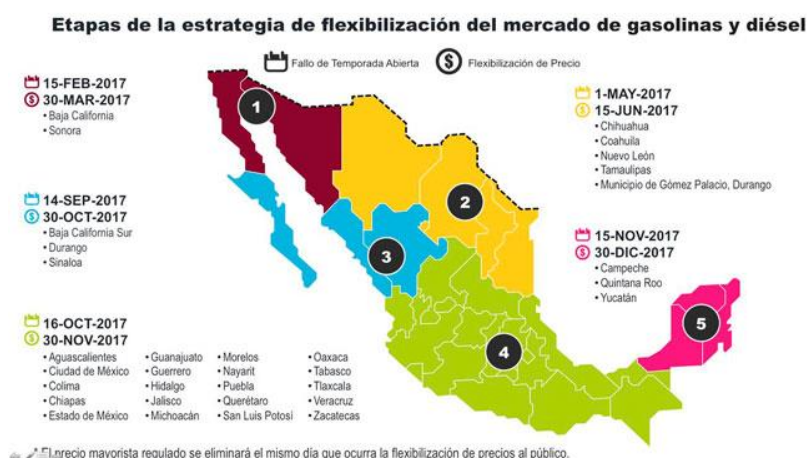 Etapas de la estrategia de flexibilización del mercado de gasolinas y diésel
Fallo de Temporada Abierta
$ Flexibilización de Precio
15-FEB-2017
$ 30-MAR-2017
• Baja California
• Sonora
1-MAY-2017
$ 15-JUN-2017
• Chihuahua
• Coahuila
• Nuevo León
• Tamaulipas
• Municipio de Gómez Palacio, Durango
14-SEP-2017
$ 30-OCT-2017
• Baja California Sur
• Durango
• Sinaloa
15-NOV-2017
$ 30-DIC-2017
• Campeche
• Quintana Roo
• Yucatán
16-OCT-2017
$ 30-NOV-2017
• Aguascalientes
• Ciudad de México
• Colima
• Chiapas
• Estado de México
• Guanajuato
• Guerrero
• Hidalgo
• Jalisco
• Michoacán
• Morelos
• Nayarit
• Puebla
• Querétaro
• San Luis Potosí
• Oaxaca
• Tabasco
• Tlaxcala
• Veracruz
• Zacatecas
1
2
3
4
5
* El precio mayorista regulado se eliminará el mismo día que ocurra la flexibilización de precios al público.